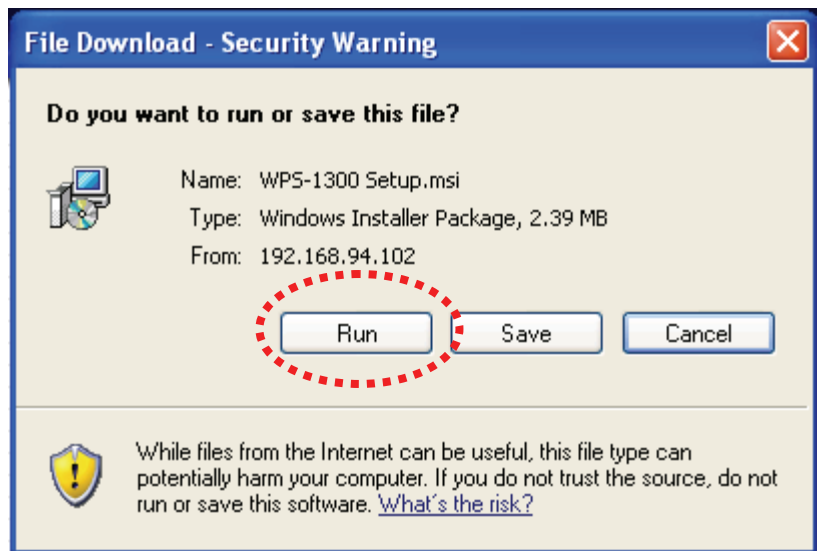 File Download - Security Warning
Do you want to run or save this file?
Name: WPS-1300 Setup.msi
Type: Windows Installer Package, 2.39 MB
From: 192.168.94.102
Run Save Cancel
While files from the Internet can be useful, this file type can
potentially harm your computer. If you do not trust the source, do not
run or save this software. What's the risk?